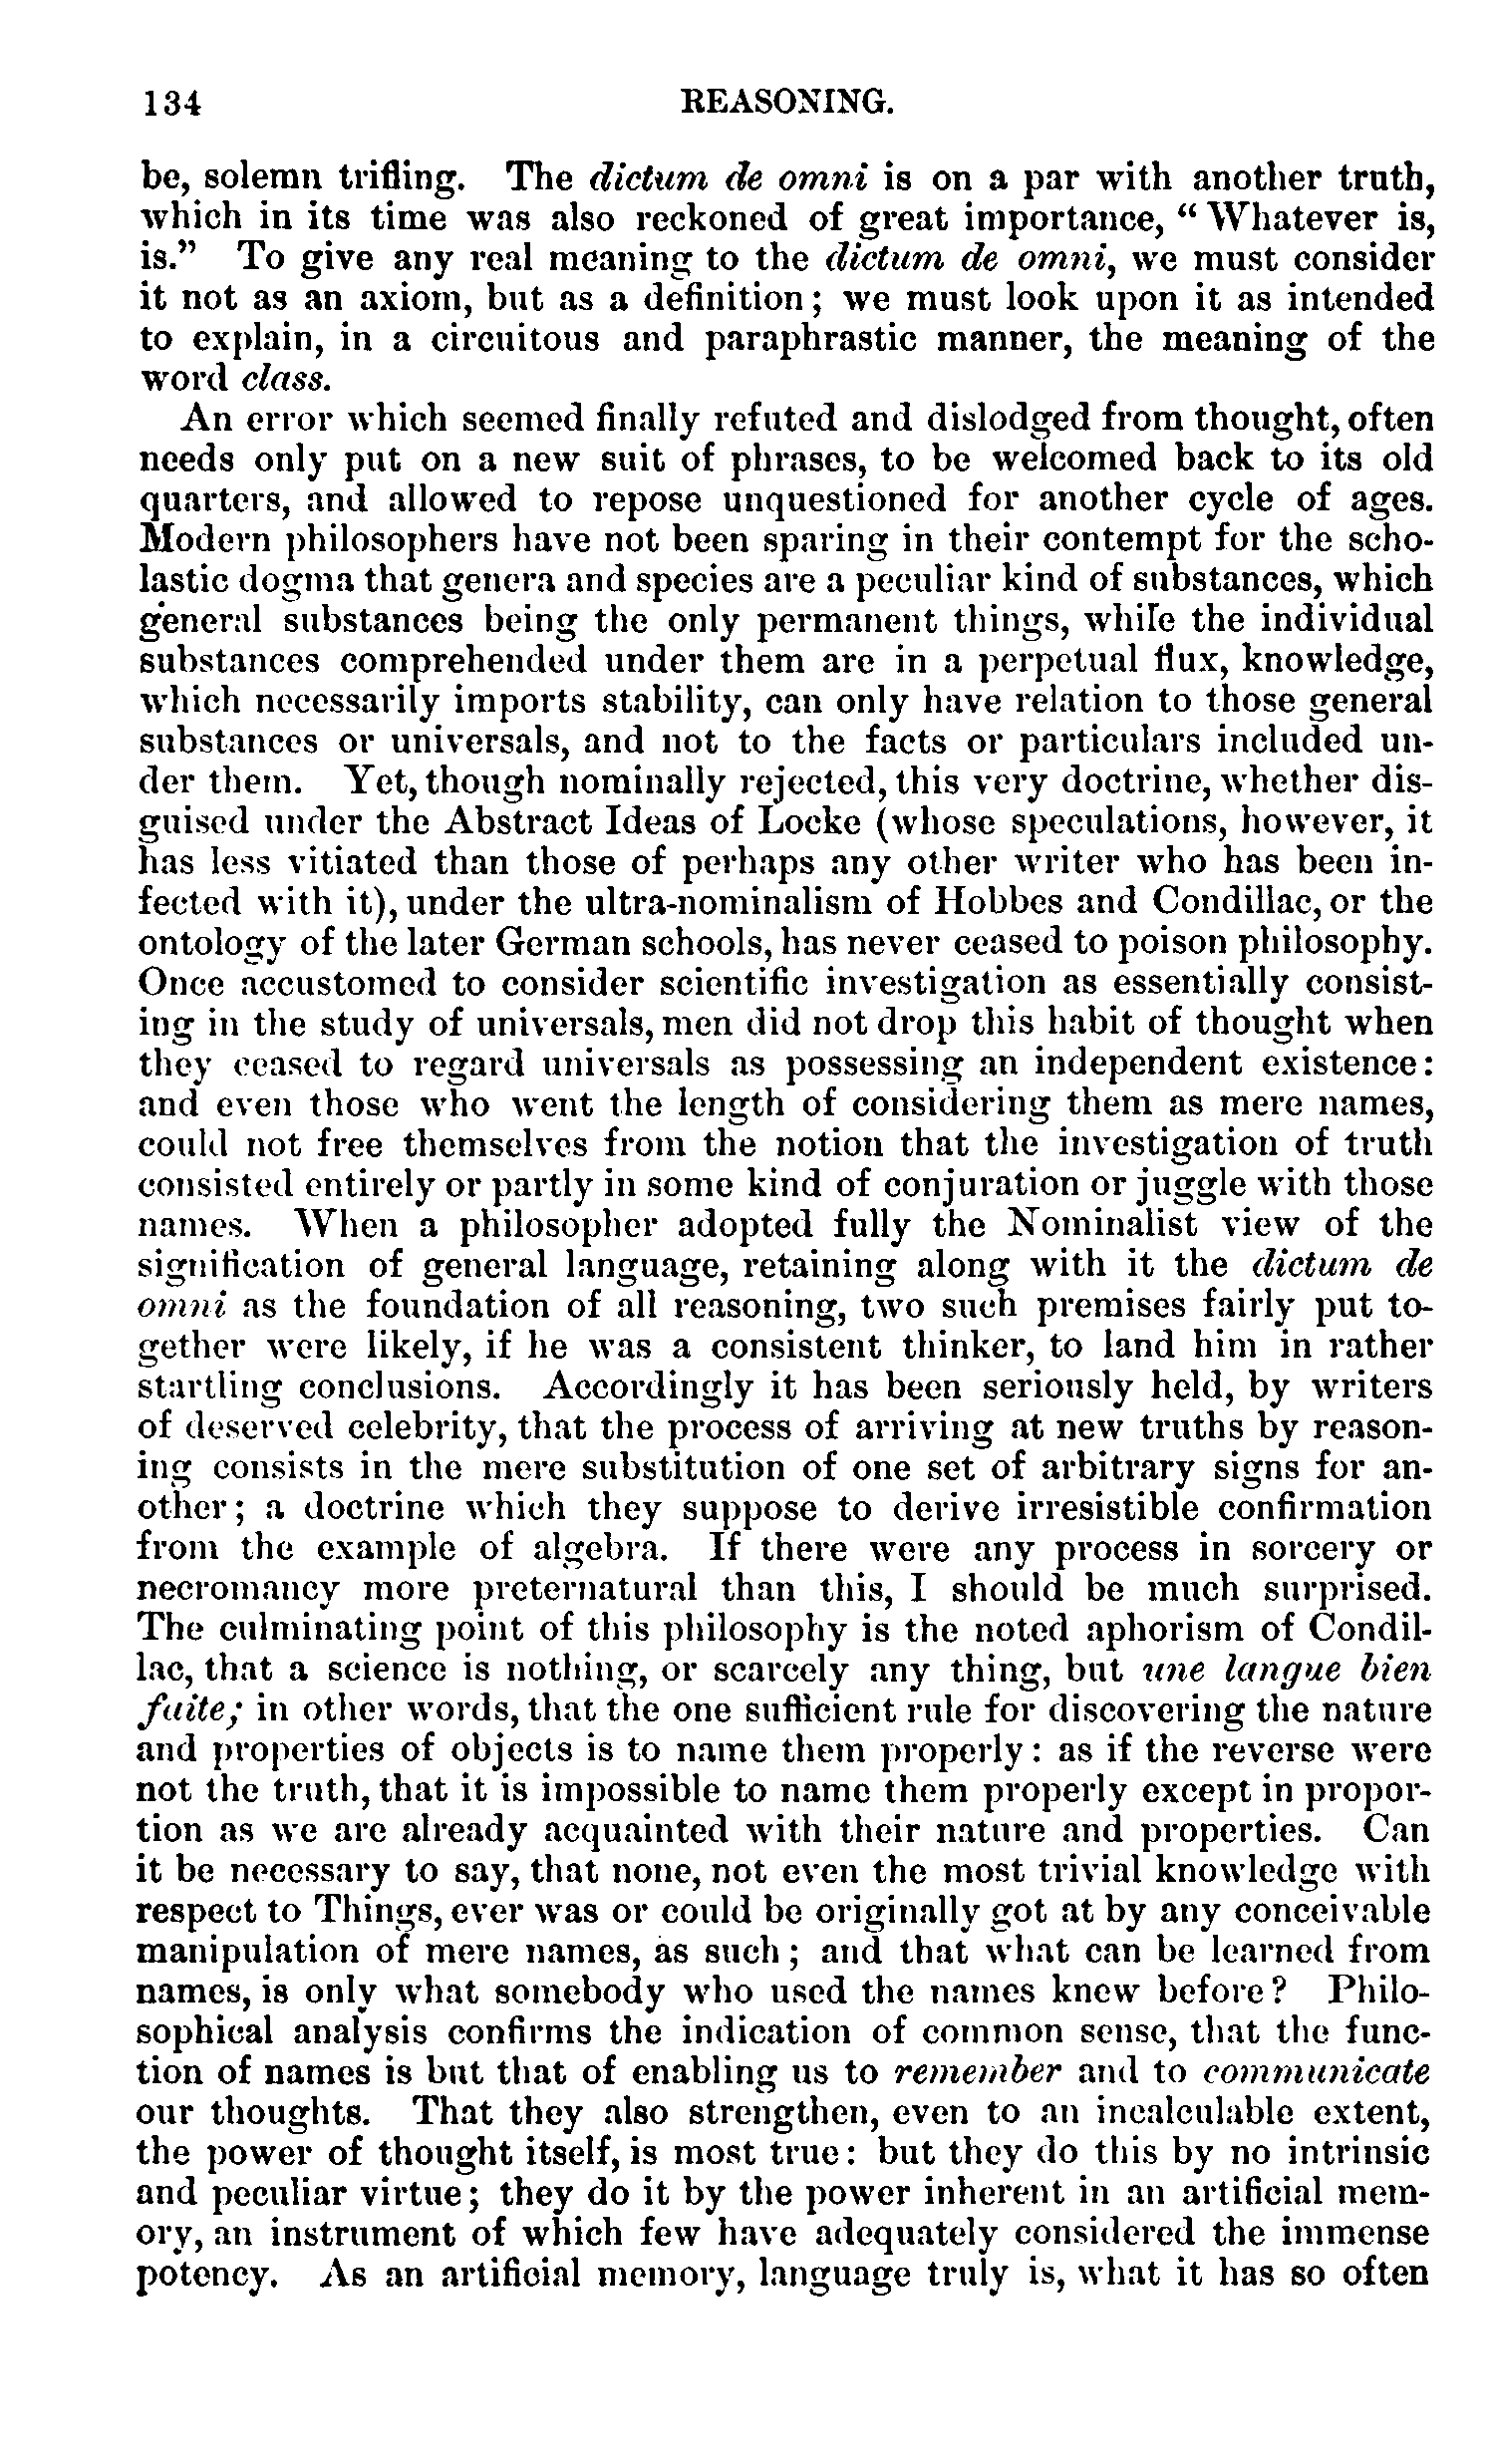 134 REASONING.
be, solemn trifling. The dictum de omni is on a par with another truth,
which in its time was also reckoned of great importance, “ Whatever is,
is.” To give any real meaning to the dictum de omni, we must consider
it not as an axiom, but as a definition; we must look upon it as intended
to explain, in a circuitous and paraphrastic manner, the meaning of the
word class.
An error which seemed finally refuted and dislodged from thought, often
needs only put on a new suit of phrases, to be welcomed back to its old
quarters, and allowed to repose unquestioned for another cycle of ages.
Modern philosophers have not been sparing in their contempt for the scho-
lastic dogma that genera and species are a peculiar kind of substances, which
general substances being the only permanent things, while the individual
substances comprehended under them are in a perpetual flux, knowledge,
which necessarily imports stability, can only have relation to those general
substances or universals, and not to the facts or particulars included un-
der them. Yet, though nominally rejected, this very doctrine, whether dis-
guised under the Abstract Ideas of Locke (whose speculations, however, it
has less vitiated than those of perhaps any other writer who has been in-
fected with it), under the ultra-nominalism of Hobbes and Condillac, or the
ontology of the later German schools, has never ceased to poison philosophy.
Once accustomed to consider scientific investigation as essentially consist-
ing in the study of universals, men did not drop this habit of thought when
they ceased to regard universals as possessing an independent existence:
and even those who went the length of considering them as mere names,
could not free themselves from the notion that the investigation of truth
consisted entirely or partly in some kind of conjuration or juggle with those
names. When a philosopher adopted fully the Nominalist view of the
signification of general language, retaining along with it the dictum de
omni as the foundation of all reasoning, two such premises fairly put to-
gether were likely, if he was a consistent thinker, to land him in rather
startling conclusions. Accordingly it has been seriously held, by writers
of deserved celebrity, that the process of arriving at new truths by reason-
ing consists in the mere substitution of one set of arbitrary signs for an-
other; a doctrine which they suppose to derive irresistible confirmation
from the example of algebra. If there were any process in sorcery or
necromancy more preternatural than this, I should be much surprised.
The culminating point of this philosophy is the noted aphorism of Condil-
lac, that a science is nothing, or scarcely any thing, but une langue bien
faite; in other words, that the one sufficient rule for discovering the nature
and properties of objects is to name them properly: as if the reverse were
not the truth, that it is impossible to name them properly except in propor-
tion as we are already acquainted with their nature and properties. Can
it be necessary to say, that none, not even the most trivial knowledge with
respect to Things, ever was or could be originally got at by any conceivable
manipulation of mere names, as such; and that what can be learned from
names, is only what somebody who used the names knew before? Philo-
sophical analysis confirms the indication of common sense, that the func-
tion of names is but that of enabling us to remember and to communicate
our thoughts. That they also strengthen, even to an incalculable extent,
the power of thought itself, is most true: but they do this by no intrinsic
and peculiar virtue; they do it by the power inherent in an artificial mem-
ory, an instrument of which few have adequately considered the immense
potency. As an artificial memory, language truly is, what it has so often